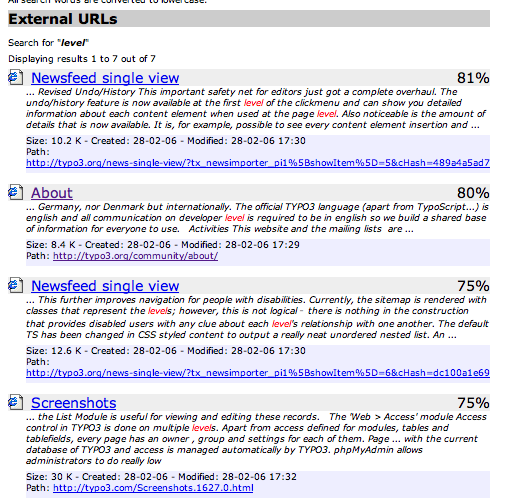 All search words are converted to lowercase.
External URLs
Search for "level"
Displaying results 1 to 7 out of 7
Newsfeed single view 81%
... Revised Undo/History This important safety net for editors just got a complete overhaul. The
undo/history feature is now available at the first level of the clickmenu and can show you detailed
information about each content element when used at the page level. Also noticeable is the amount of
details that is now available. It is, for example, possible to see every content element insertion and ...
Size: 10.2 K - Created: 28-02-06 - Modified: 28-02-06 17:30
Path:
http://typo3.org/news-single-view/?tx_newsimporter_pi1%5BshowItem%5D=5&cHash=489a4a5ad7
About 80%
... Germany, nor Denmark but internationally. The official TYPO3 language (apart from TypoScript...) is
english and all communication on developer level is required to be in english so we build a shared base
of information for everyone to use. Activities This website and the mailing lists are ...
Size: 8.4 K - Created: 28-02-06 - Modified: 28-02-06 17:29
Path: http://typo3.org/community/about/
Newsfeed single view 75%
... This further improves navigation for people with disabilities. Currently, the sitemap is rendered with
classes that represent the levels; however, this is not logical - there is nothing in the construction
that provides disabled users with any clue about each level's relationship with one another. The default
TS has been changed in CSS styled content to output a really neat unordered nested list. An ...
Size: 12.6 K - Created: 28-02-06 - Modified: 28-02-06 17:30
Path:
http://typo3.org/news-single-view/?tx_newsimporter_pi1%5BshowItem%5D=6&cHash=dc100a1e69
Screenshots 75%
... the List Module is useful for viewing and editing these records. The 'Web > Access' module Access
control in TYPO3 is done on multiple levels. Apart from access defined for modules, tables and
tablefields, every page has an owner , group and settings for each of them. Page ... with the current
database of TYPO3 and access is managed automatically by TYPO3. phpMyAdmin allows
administrators to do really low
Size: 30 K - Created: 28-02-06 - Modified: 28-02-06 17:32
Path: http://typo3.com/Screenshots.1627.0.html